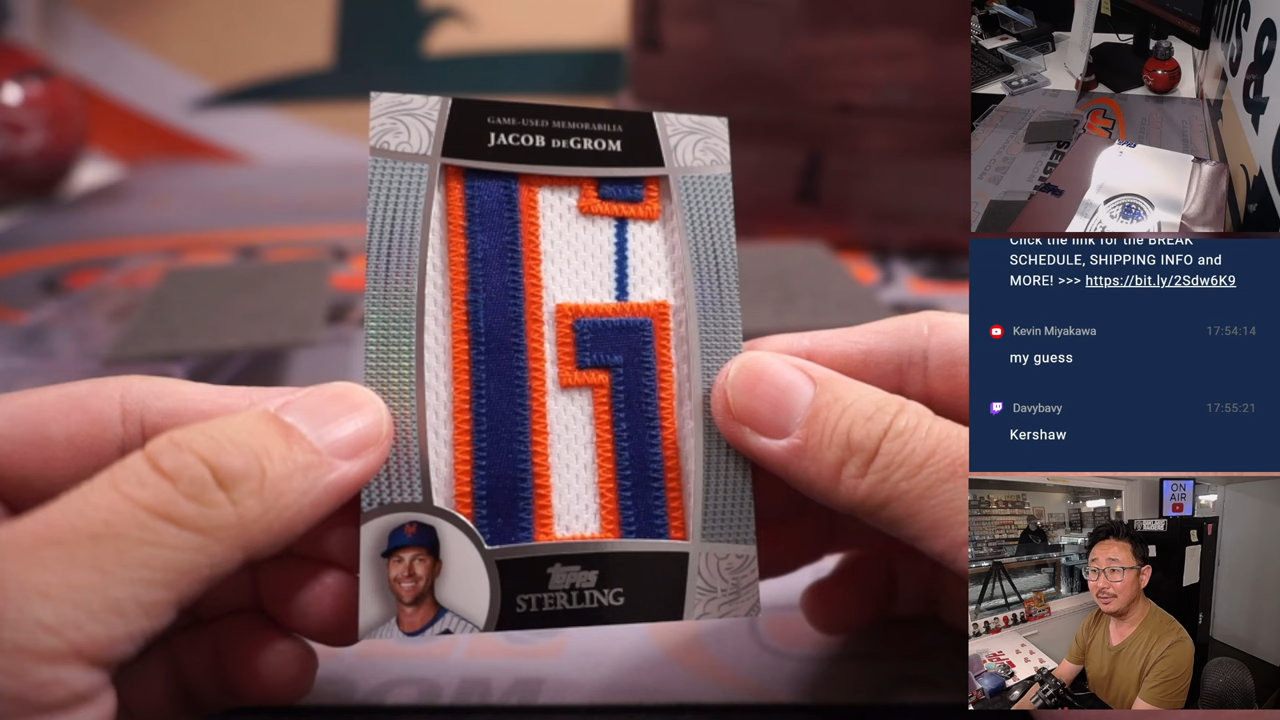 GAME-USED MEMORABILIA
JACOB DEGROM
TOPPS
STERLING
Click the link for the BREAK
SCHEDULE, SHIPPING INFO and
MORE! >>> https://bit.ly/2Sdw6K9
Kevin Miyakawa 17:54:14
my guess
Davybavy 17:55:21
Kershaw
ON
AIR